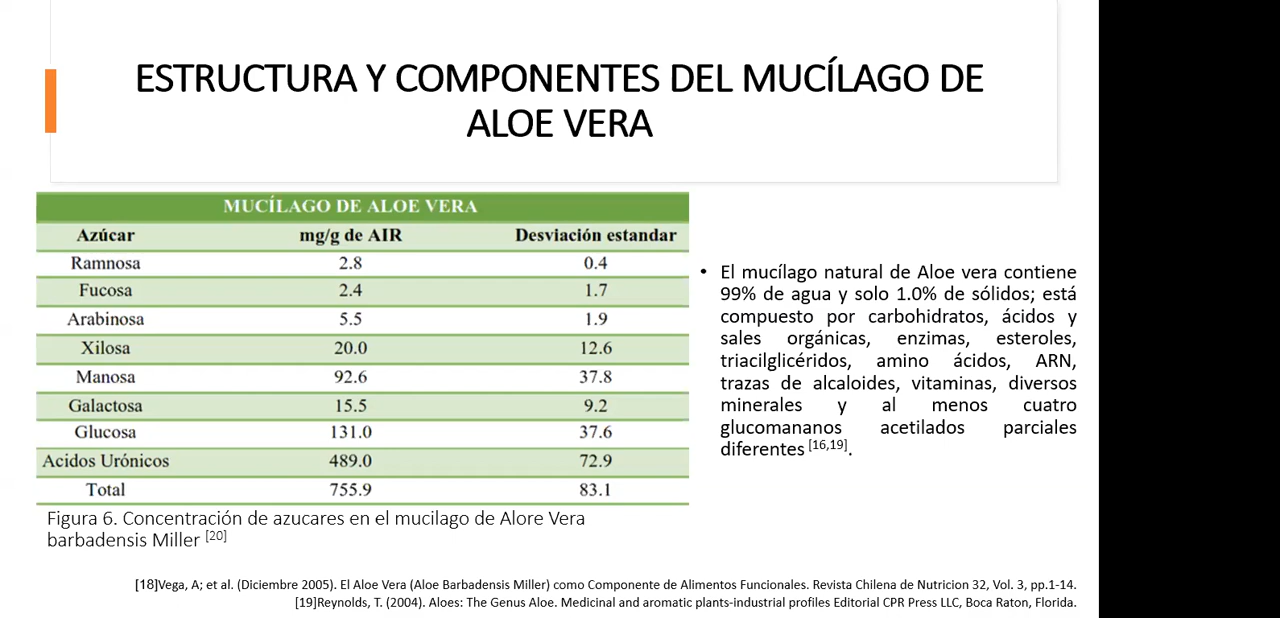 ESTRUCTURA Y COMPONENTES DEL MUCÍLAGO DE
ALOE VERA
MUCÍLAGO DE ALOE VERA
Azúcar mg/g de AIR Desviación estandar
Ramnosa 2.8 0.4
Fucosa 2.4 1.7
Arabinosa 5.5 1.9
Xilosa 20.0 12.6
Manosa 92.6 37.8
Galactosa 15.5 9.2
Glucosa 131.0 37.6
Acidos Urónicos 489.0 72.9
Total 755.9 83.1
Figura 6. Concentración de azucares en el mucilago de Alore Vera
barbadensis Miller [20]
• El mucílago natural de Aloe vera contiene
99% de agua y solo 1.0% de sólidos; está
compuesto por carbohidratos, ácidos y
sales orgánicas, enzimas, esteroles,
triacilglicéridos, amino ácidos, ARN,
trazas de alcaloides, vitaminas, diversos
minerales y al menos cuatro
glucomananos acetilados parciales
diferentes [16,19].
[18]Vega, A; et al. (Diciembre 2005). El Aloe Vera (Aloe Barbadensis Miller) como Componente de Alimentos Funcionales. Revista Chilena de Nutricion 32, Vol. 3, pp.1-14.
[19]Reynolds, T. (2004). Aloes: The Genus Aloe. Medicinal and aromatic plants-industrial profiles Editorial CPR Press LLC, Boca Raton, Florida.